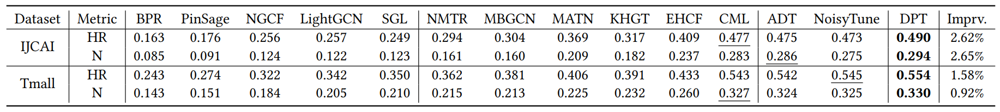 Dataset Metric BPR PinSage NGCF LightGCN SGL NMTR MBGCN MATN KHGT EHCF CML ADT NoisyTune DPT Imprv.
IJCAI HR 0.163 0.176 0.256 0.257 0.249 0.294 0.304 0.369 0.317 0.409 0.477 0.475 0.473 0.490 2.62%
N 0.085 0.091 0.124 0.122 0.123 0.161 0.160 0.209 0.182 0.237 0.283 0.286 0.275 0.294 2.65%
Tmall HR 0.243 0.274 0.322 0.342 0.350 0.362 0.381 0.406 0.391 0.433 0.543 0.542 0.545 0.554 1.58%
N 0.143 0.151 0.184 0.205 0.210 0.215 0.213 0.225 0.232 0.260 0.327 0.324 0.325 0.330 0.92%